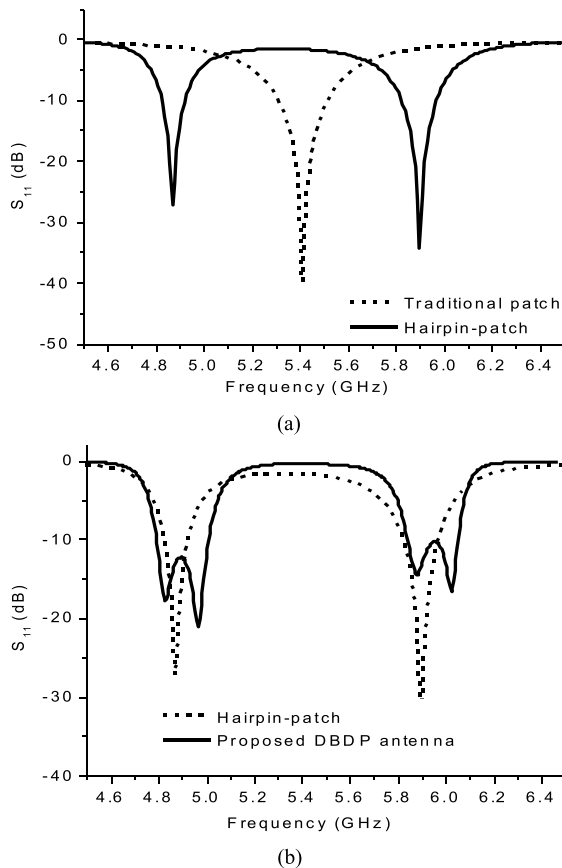 0
-10
-20
-30
-40
-50
S11 (dB)
Traditional patch
Hairpin-patch
4.6 4.8 5.0 5.2 5.4 5.6 5.8 6.0 6.2 6.4
Frequency (GHz)
(a)
0
-10
-20
-30
-40
S11 (dB)
Hairpin-patch
Proposed DBDP antenna
4.6 4.8 5.0 5.2 5.4 5.6 5.8 6.0 6.2 6.4
Frequency (GHz)
(b)